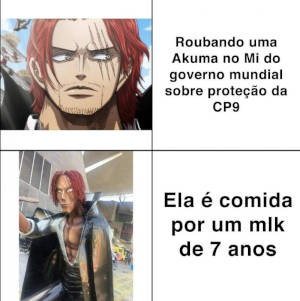 Roubando uma
Akuma no Mi do
governo mundial
sobre proteção da
CP9
Ela é comida
por um mlk
de 7 anos